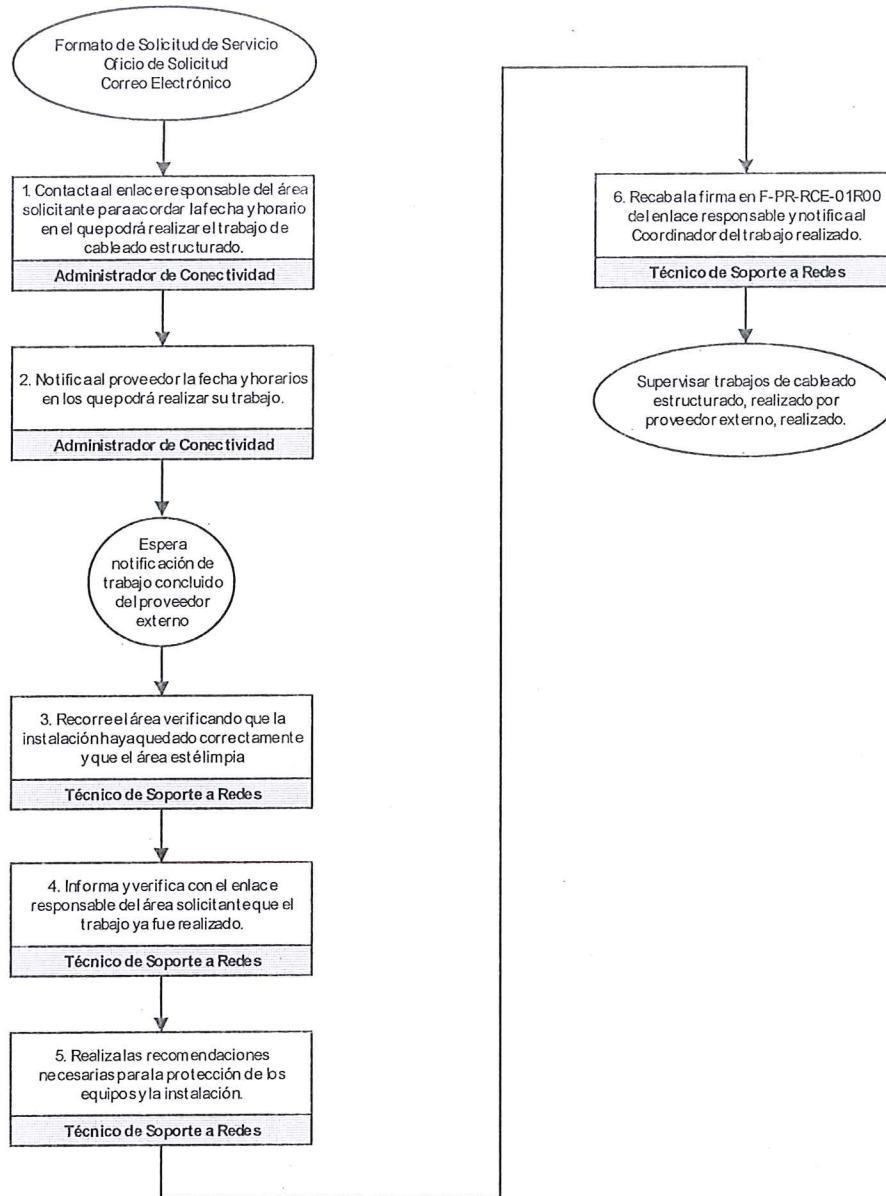 Formato de Solicitud de Servicio
Oficio de Solicitud
Correo Electrónico
1. Contacta al enlace responsable del área
solicitante para acordar la fecha y horario
en el que podrá realizar el trabajo de
cableado estructurado.
Administrador de Conectividad
2. Notifica al proveedor la fecha y horarios
en los que podrá realizar su trabajo.
Administrador de Conectividad
Espera
notificación de
trabajo concluido
del proveedor
externo
3. Recorre el área verificando que la
instalación haya quedado correctamente
y que el área esté limpia
Técnico de Soporte a Redes
4. Informa y verifica con el enlace
responsable del área solicitante que el
trabajo ya fue realizado.
Técnico de Soporte a Redes
5. Realiza las recomendaciones
necesarias para la protección de los
equipos y la instalación.
Técnico de Soporte a Redes
6. Recaba la firma en F-PR-RCE-01R00
del enlace responsable y notifica al
Coordinador del trabajo realizado.
Técnico de Soporte a Redes
Supervisar trabajos de cableado
estructurado, realizado por
proveedor externo, realizado.